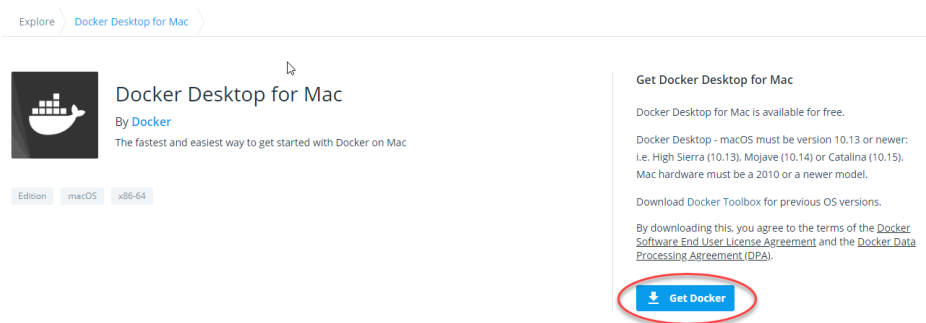 Explore
Docker Desktop for Mac
Docker Desktop for Mac
By Docker
The fastest and easiest way to get started with Docker on Mac
Edition
macOS
x86-64
Get Docker Desktop for Mac
Docker Desktop for Mac is available for free.
Docker Desktop - macOS must be version 10.13 or newer:
i.e. High Sierra (10.13), Mojave (10.14) or Catalina (10.15).
Mac hardware must be a 2010 or a newer model.
Download Docker Toolbox for previous OS versions.
By downloading this, you agree to the terms of the Docker
Software End User License Agreement and the Docker Data
Processing Agreement (DPA).
Get Docker